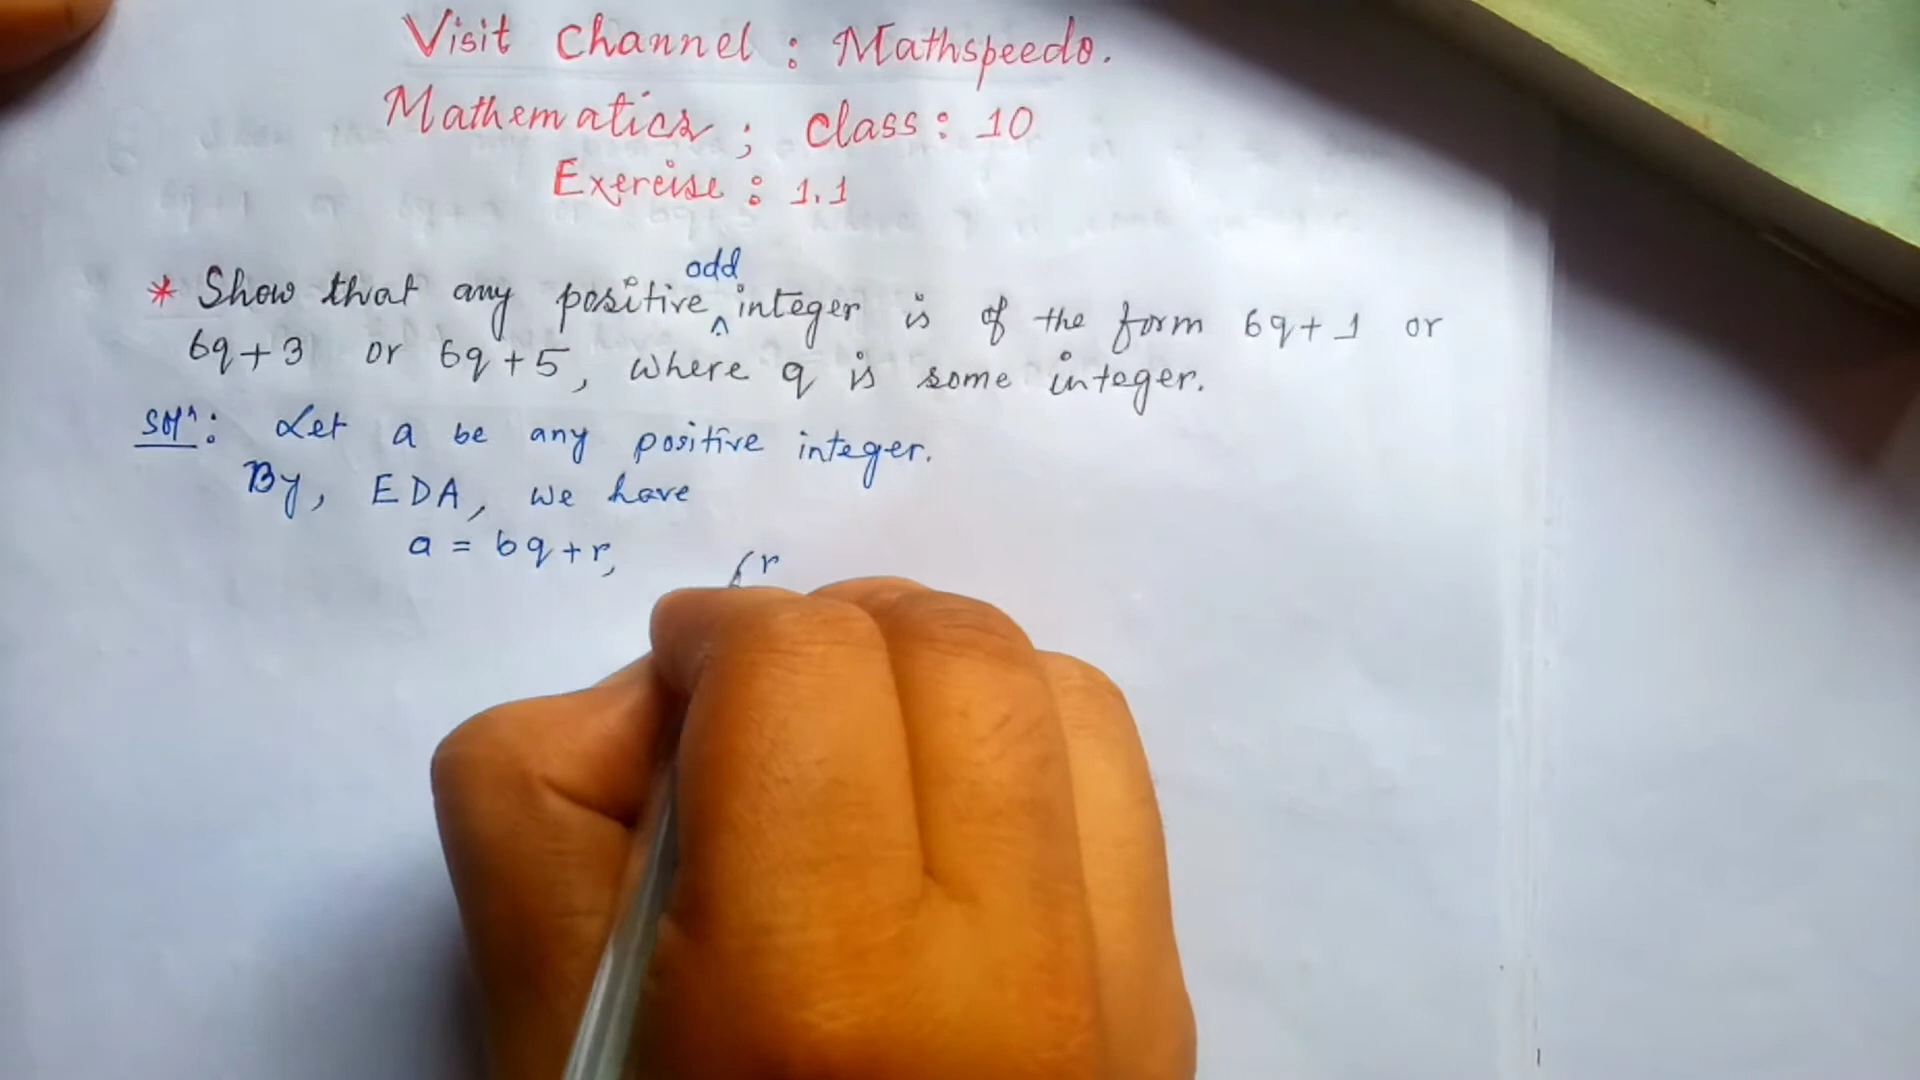 Visit Channel : Mathspeedo.
Mathematics ; Class : 10
Exercise : 1.1
odd
* Show that any positive ^ integer is of the form 6q + 1 or
6q + 3 or 6q + 5, where q is some integer.
Solⁿ: Let a be any positive integer.
By, EDA, we have
a = bq + r, (r